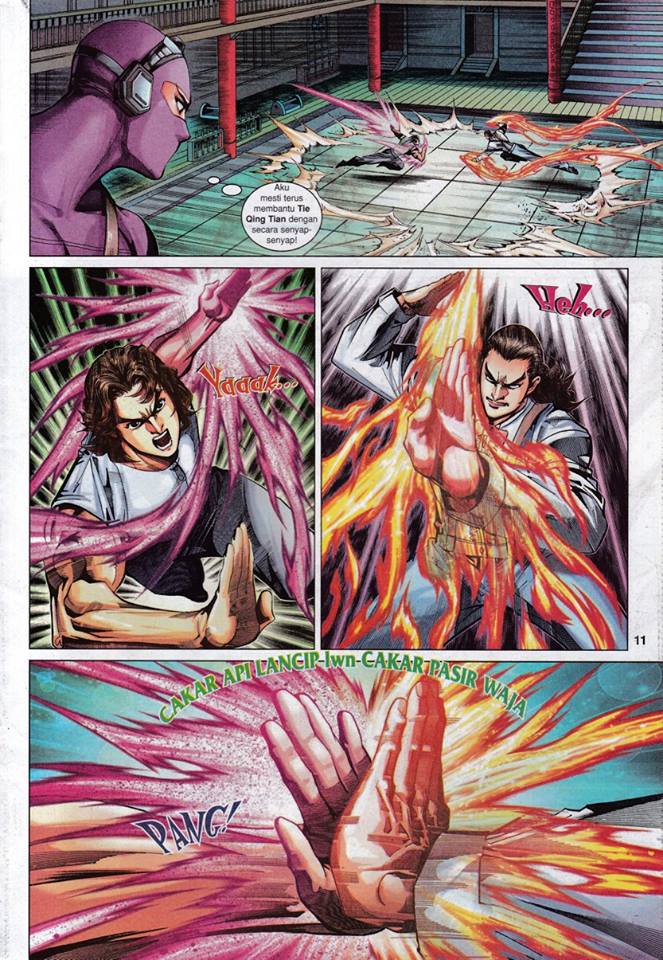 Aku
mesti terus
membantu Tie
Qing Tian dengan
secara senyap-
senyap!
Yaaak...
Heh...
11
CAKAR API LANCIP-lwn-CAKAR PASIR WAJA
PANG!